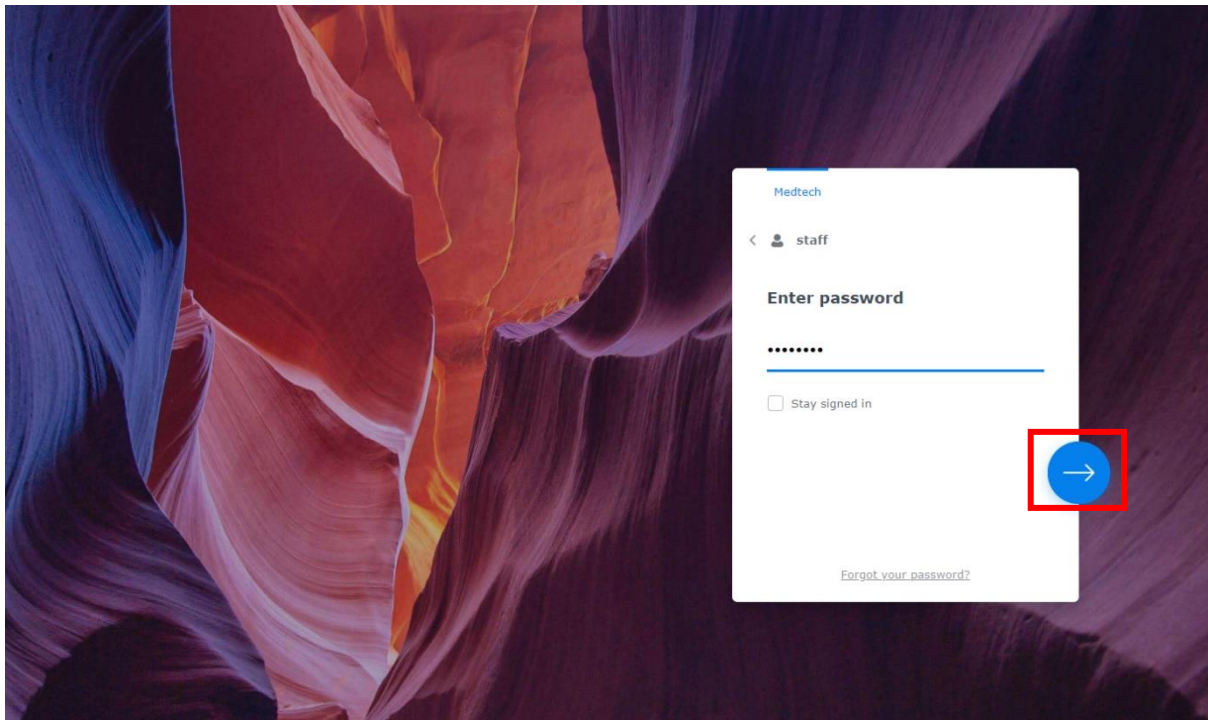 Medtech
staff
Enter password
••••••••
Stay signed in
Forgot your password?